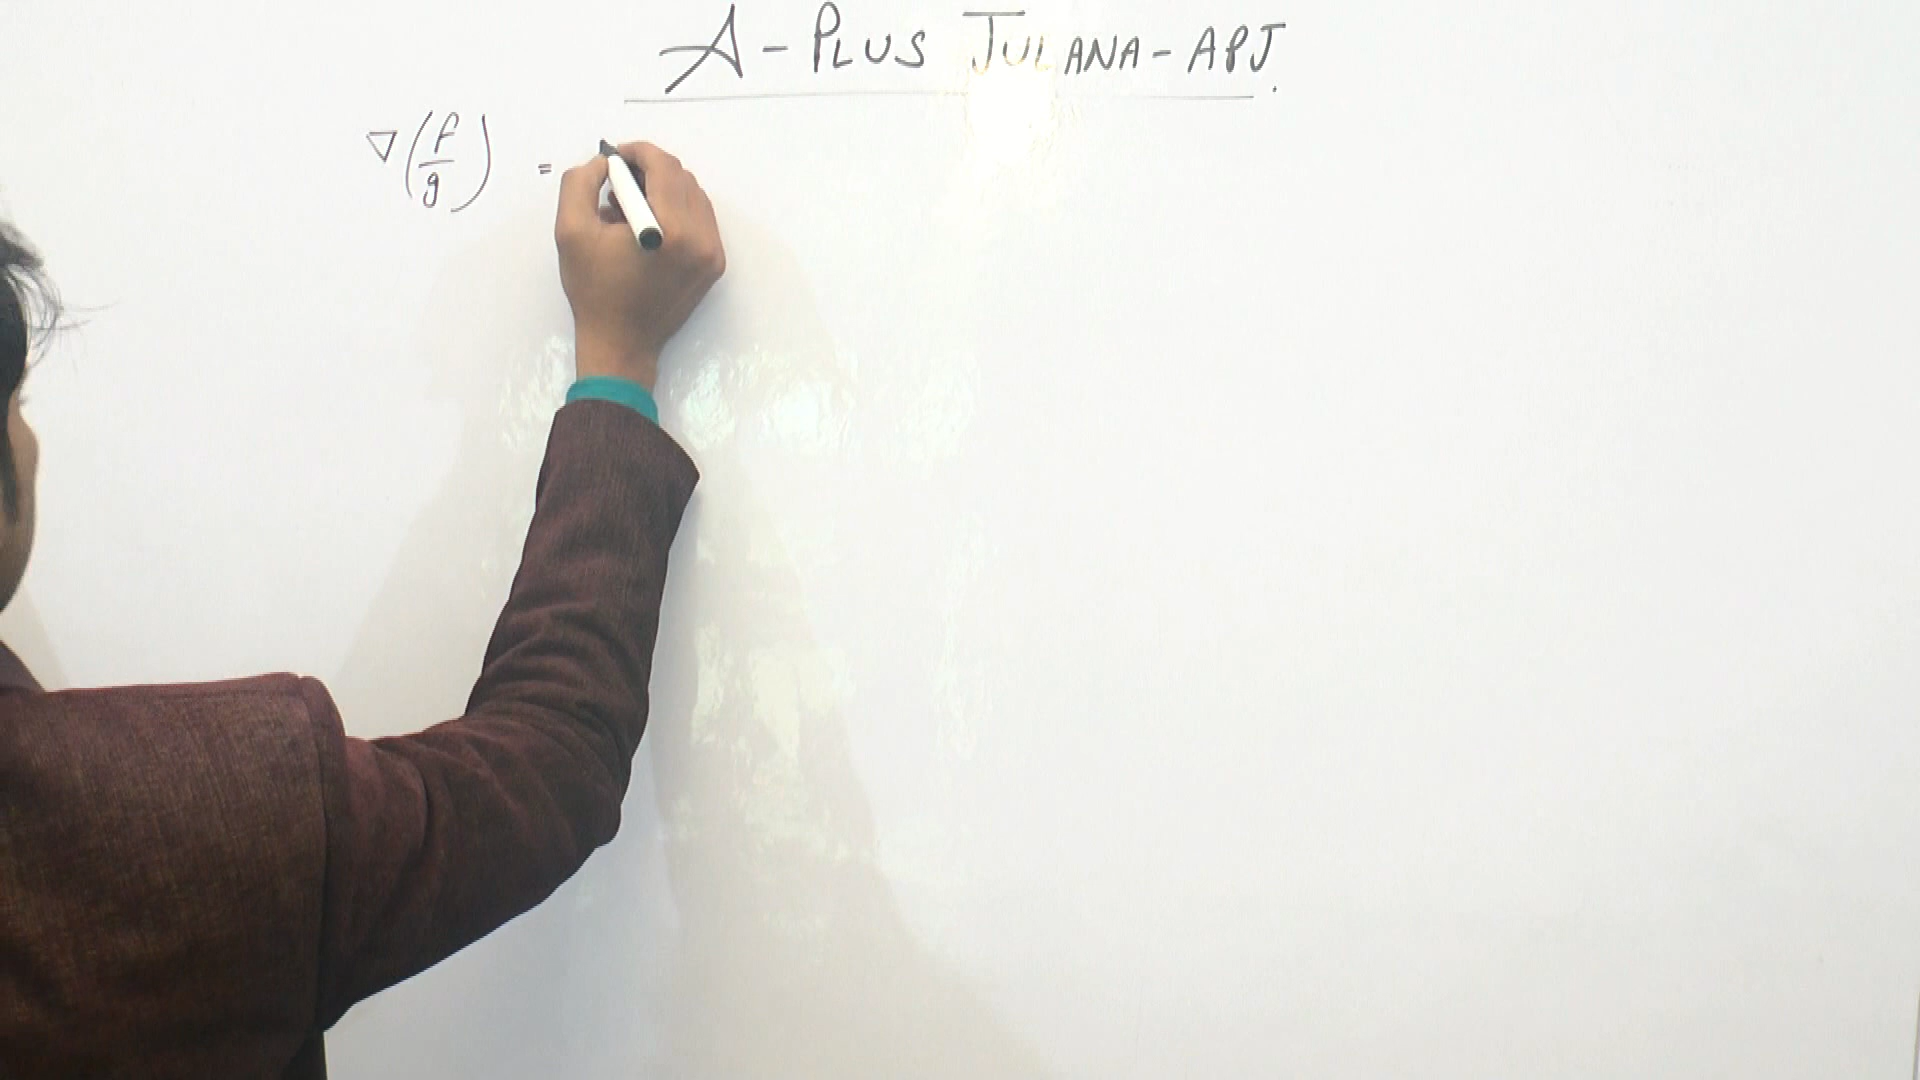 A-PLUS JULANA-APJ.
∇(f/g) =